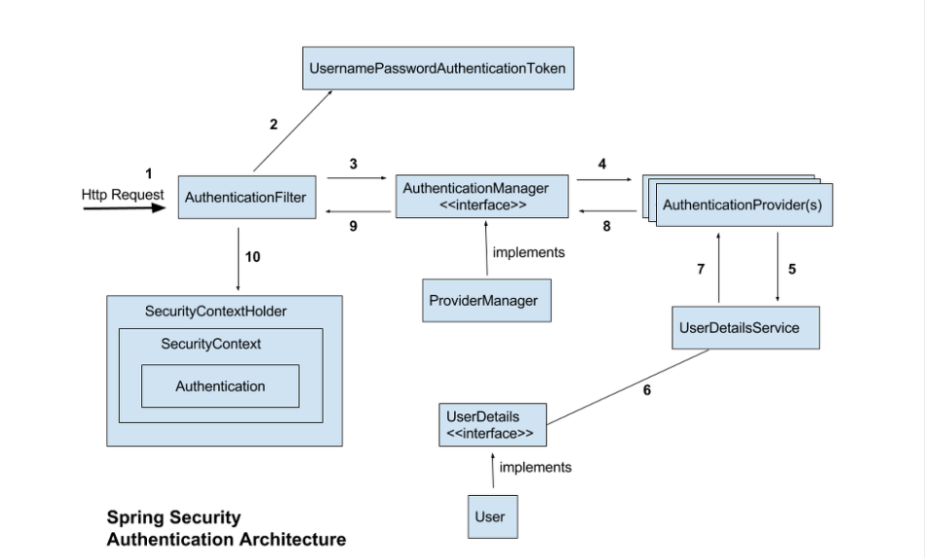 UsernamePasswordAuthenticationToken
2
1
Http Request
AuthenticationFilter
3
9
AuthenticationManager
<<interface>>
4
8
AuthenticationProvider(s)
10
implements
ProviderManager
7
5
SecurityContextHolder
SecurityContext
Authentication
UserDetailsService
6
UserDetails
<<interface>>
implements
User
Spring Security
Authentication Architecture